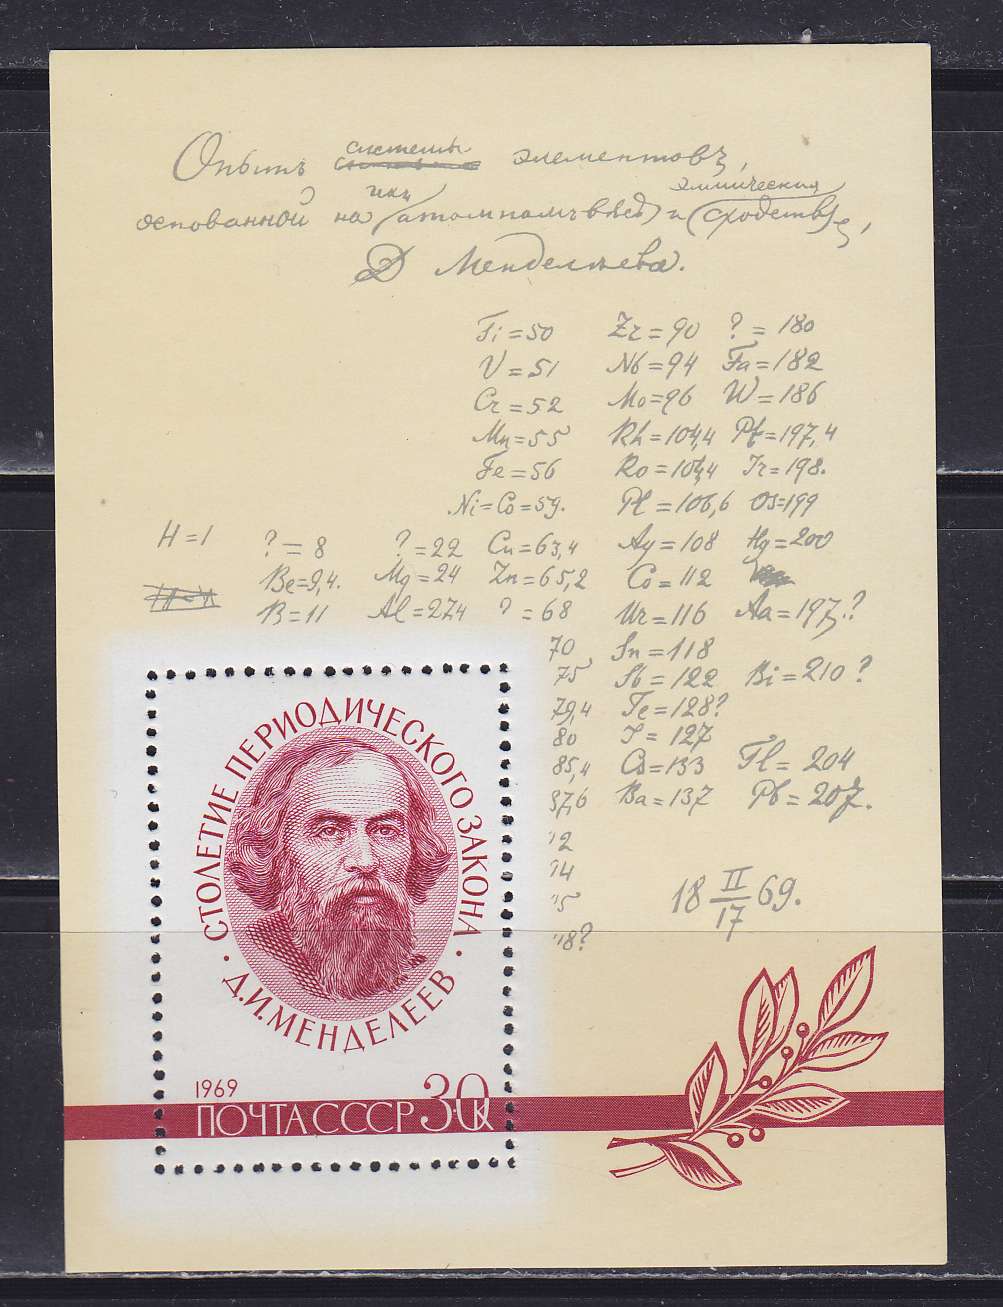 системы
Опытъ элементовъ,
химическия
основанной на ихъ атомномъ вѣсѣ и сходствѣ,
Д Менделѣева.
Ti = 50 Zr = 90 ? = 180
V = 51 Nb = 94 Ta = 182
Cr = 52 Mo = 96 W = 186
Mn = 55 Rh = 104,4 Pt = 197,4
Fe = 56 Ro = 104,4 Ir = 198.
Ni = Co = 59. Pl = 106,6 Os = 199
H = 1 ? = 8 ? = 22 Cu = 63,4 Ag = 108 Hg = 200
Be = 9,4. Mg = 24 Zn = 65,2 Cd = 112
B = 11 Al = 27,4 ? = 68 Ur = 116 Au = 197?
70 Sn = 118
75 Sb = 122 Bi = 210?
79,4 Te = 128?
80 I = 127
85,4 Cs = 133 Tl = 204
87,6 Ba = 137 Pb = 207.
18 II/17 69.
СТОЛЕТИЕ ПЕРИОДИЧЕСКОГО ЗАКОНА
· Д.И.МЕНДЕЛЕЕВ ·
1969
ПОЧТА СССР 30К